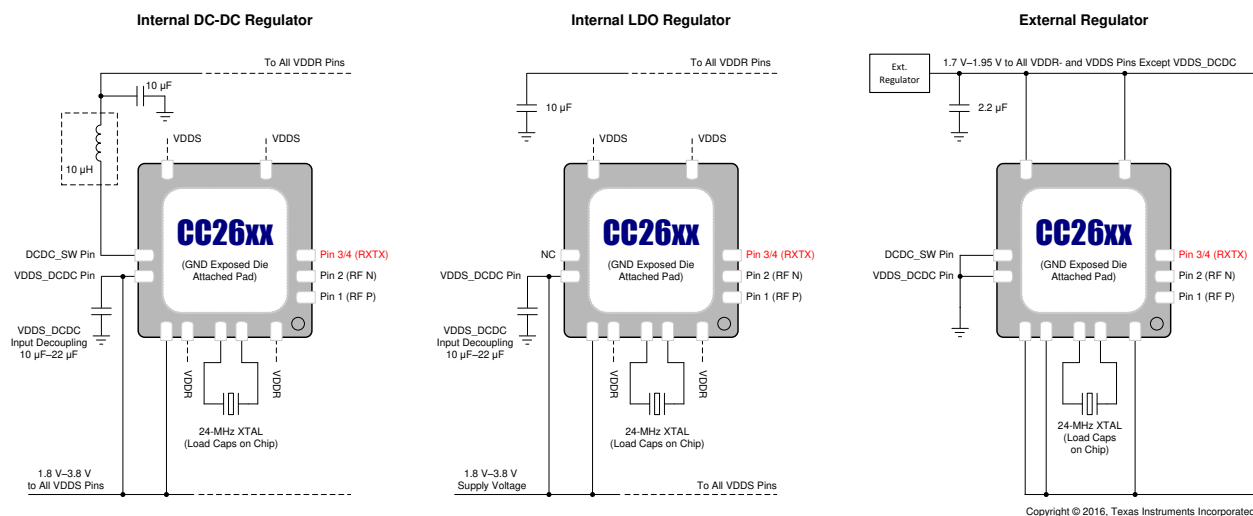 Internal DC-DC Regulator
To All VDDR Pins
10 µF
10 µH
VDDS
VDDS
CC26xx
(GND Exposed Die
Attached Pad)
DCDC_SW Pin
VDDS_DCDC Pin
Pin 3/4 (RXTX)
Pin 2 (RF N)
Pin 1 (RF P)
VDDS_DCDC
Input Decoupling
10 µF–22 µF
VDDR
VDDR
24-MHz XTAL
(Load Caps on Chip)
1.8 V–3.8 V
to All VDDS Pins
Internal LDO Regulator
To All VDDR Pins
10 µF
VDDS
VDDS
CC26xx
(GND Exposed Die
Attached Pad)
NC
VDDS_DCDC Pin
Pin 3/4 (RXTX)
Pin 2 (RF N)
Pin 1 (RF P)
VDDS_DCDC
Input Decoupling
10 µF–22 µF
VDDR
VDDR
24-MHz XTAL
(Load Caps on Chip)
1.8 V–3.8 V
Supply Voltage
To All VDDS Pins
External Regulator
Ext.
Regulator
1.7 V–1.95 V to All VDDR- and VDDS Pins Except VDDS_DCDC
2.2 µF
CC26xx
(GND Exposed Die
Attached Pad)
DCDC_SW Pin
VDDS_DCDC Pin
Pin 3/4 (RXTX)
Pin 2 (RF N)
Pin 1 (RF P)
24-MHz XTAL
(Load Caps
on Chip)
Copyright © 2016, Texas Instruments Incorporated